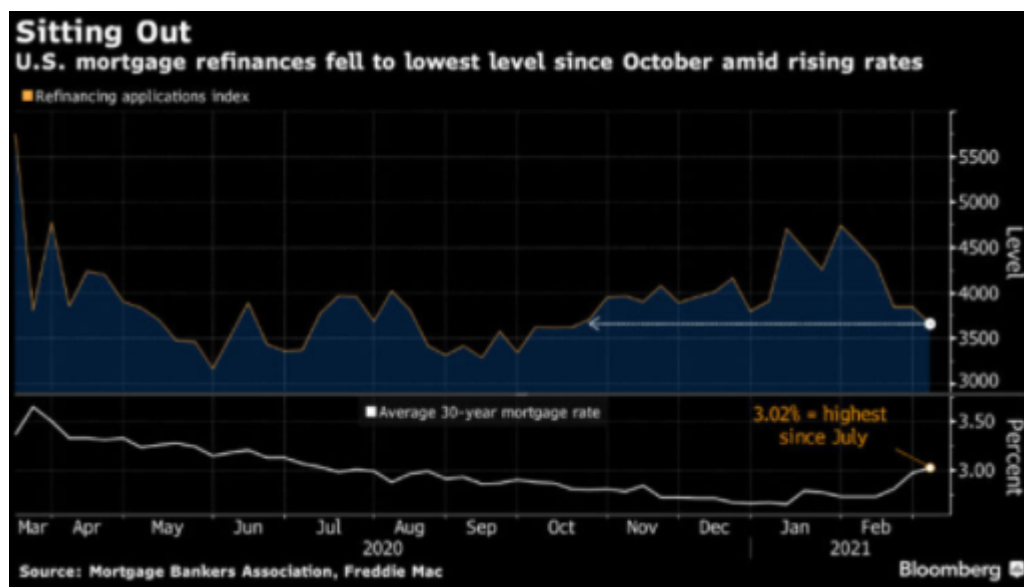 Sitting Out
U.S. mortgage refinances fell to lowest level since October amid rising rates
Refinancing applications index
5500
5000
4500
4000
3500
3000
Level
Average 30-year mortgage rate
3.02% = highest
since July
3.50
3.00
Percent
Mar Apr May Jun Jul Aug Sep Oct Nov Dec Jan Feb
2020 2021
Source: Mortgage Bankers Association, Freddie Mac
Bloomberg